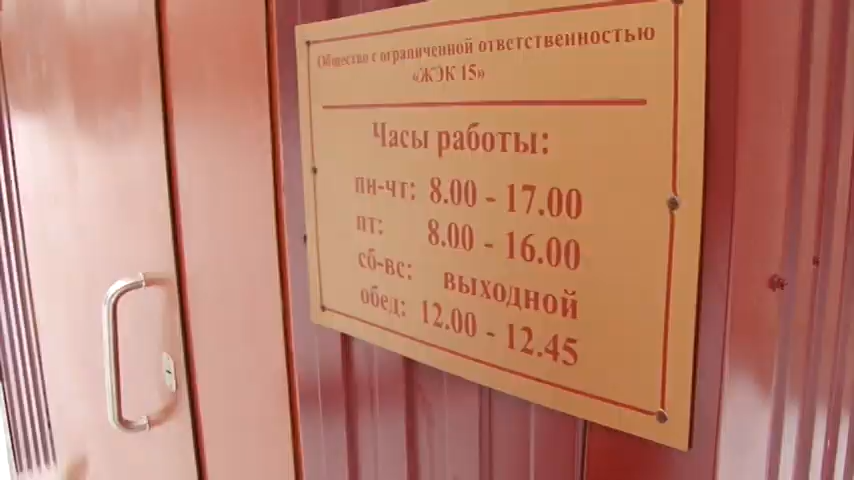 Общество с ограниченной ответственностью
«ЖЭК 15»
Часы работы:
пн-чт: 8.00 - 17.00
пт: 8.00 - 16.00
сб-вс: выходной
обед: 12.00 - 12.45